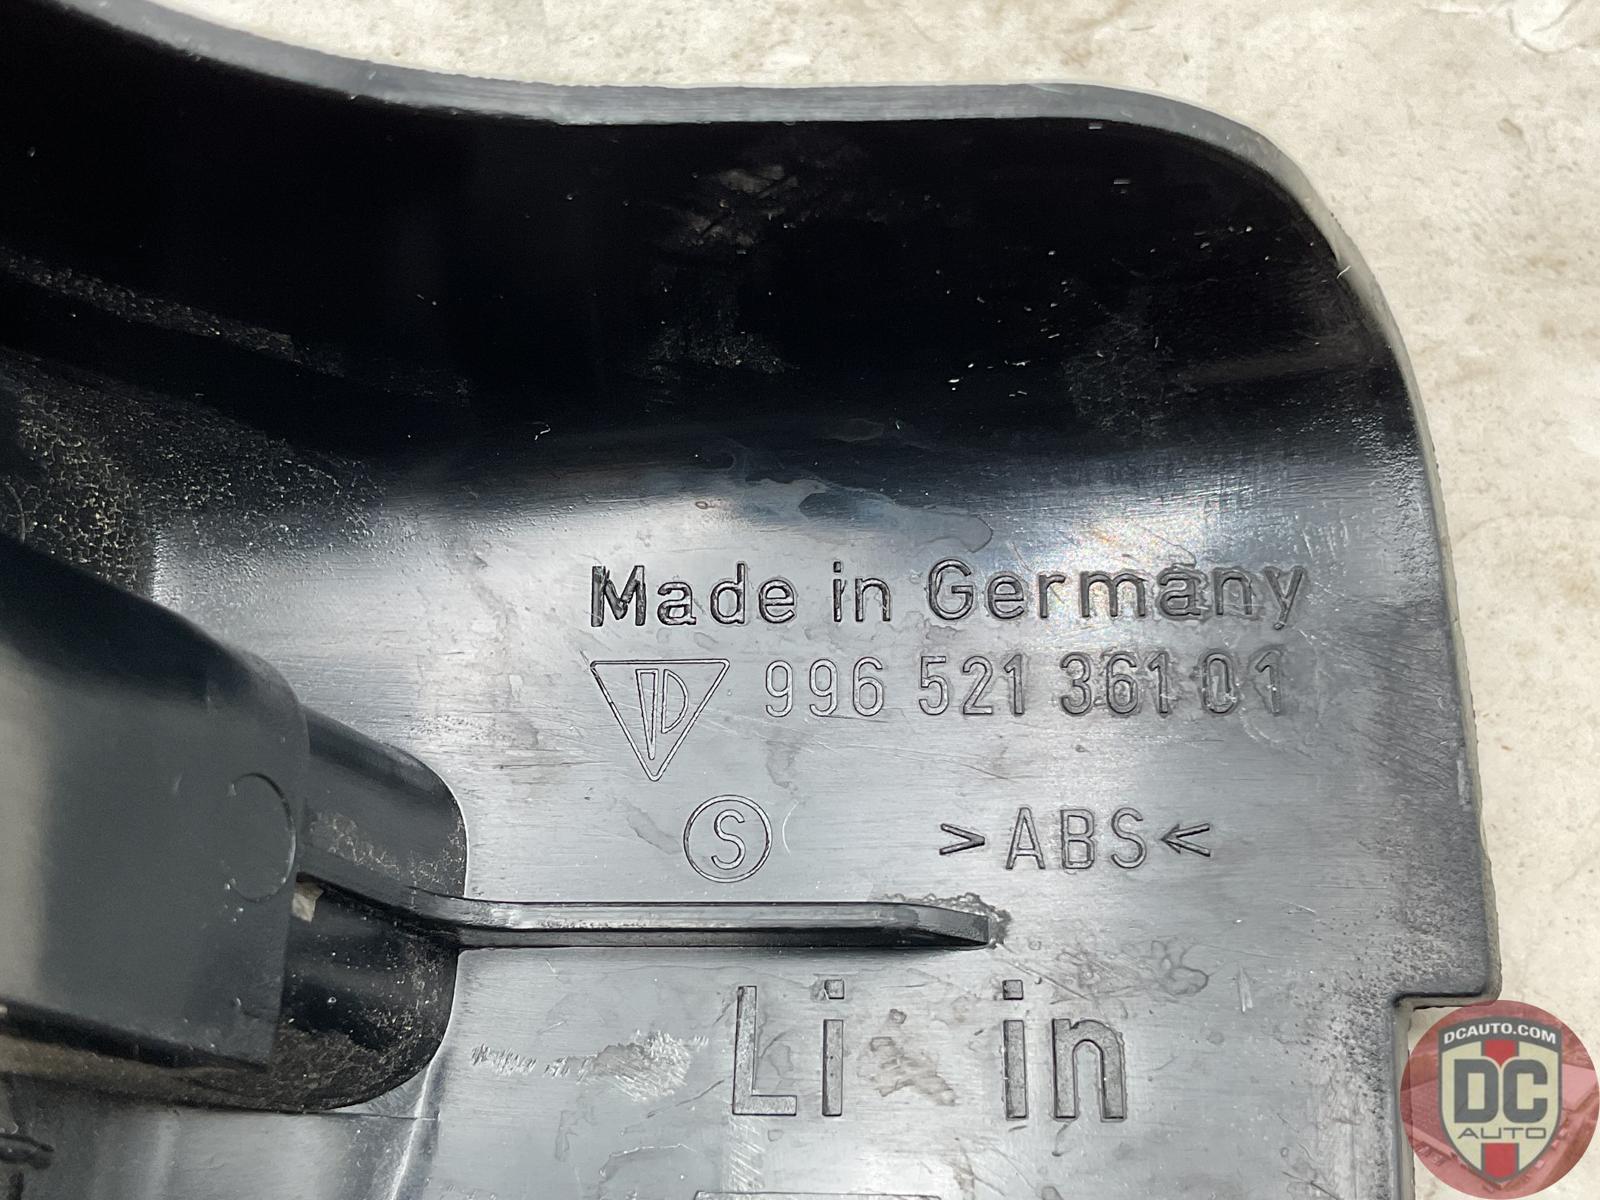 Made in Germany
996 521 361 01
S
>ABS<
Li in
DCAUTO.COM
DC
AUTO